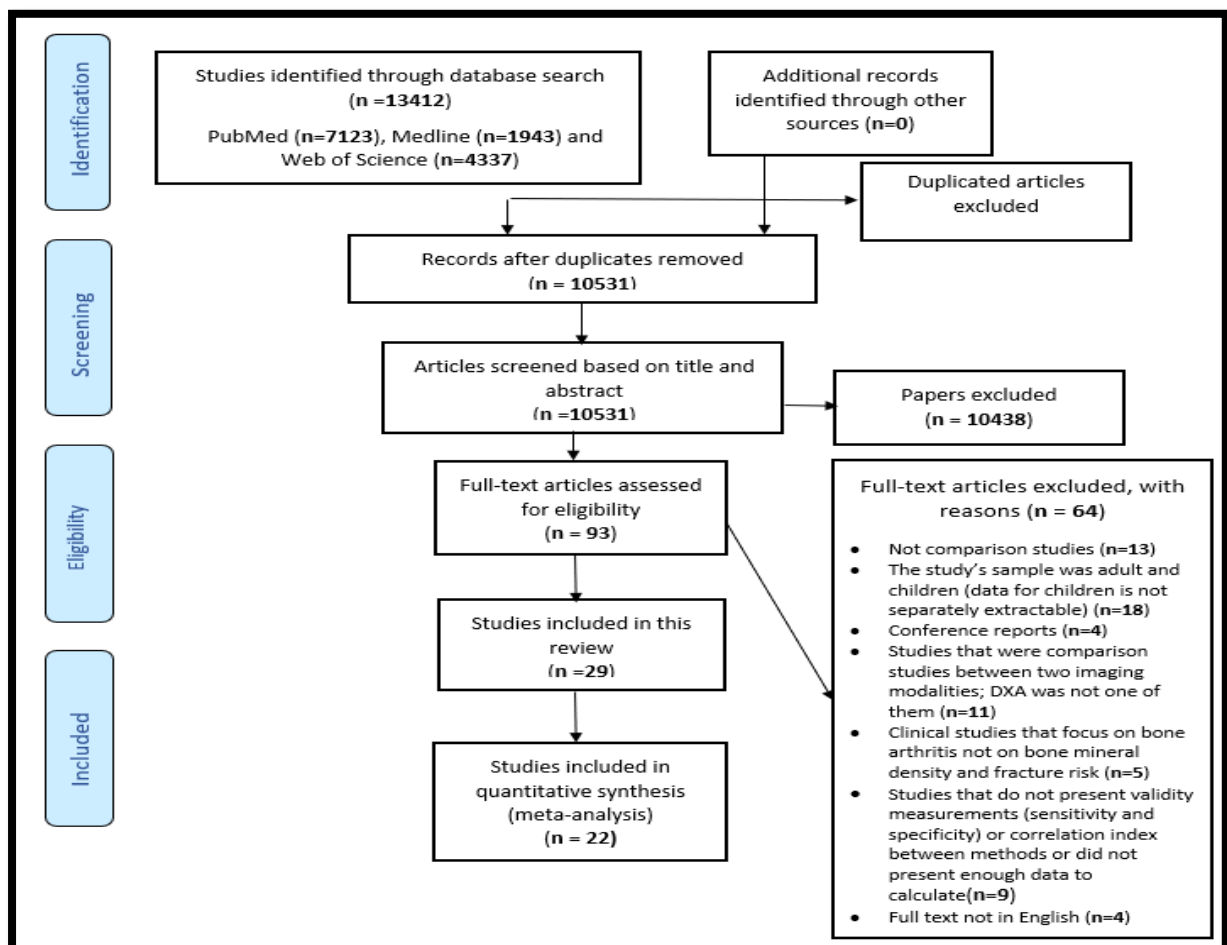 Identification
Studies identified through database search
(n =13412)
PubMed (n=7123), Medline (n=1943) and
Web of Science (n=4337)
Additional records
identified through other
sources (n=0)
Duplicated articles
excluded
Screening
Records after duplicates removed
(n = 10531)
Articles screened based on title and
abstract
(n =10531)
Papers excluded
(n = 10438)
Eligibility
Full-text articles assessed
for eligibility
(n = 93)
Full-text articles excluded, with
reasons (n = 64)
• Not comparison studies (n=13)
• The study’s sample was adult and
children (data for children is not
separately extractable) (n=18)
• Conference reports (n=4)
• Studies that were comparison
studies between two imaging
modalities; DXA was not one of
them (n=11)
• Clinical studies that focus on bone
arthritis not on bone mineral
density and fracture risk (n=5)
• Studies that do not present validity
measurements (sensitivity and
specificity) or correlation index
between methods or did not
present enough data to
calculate(n=9)
• Full text not in English (n=4)
Included
Studies included in this
review
(n =29)
Studies included in
quantitative synthesis
(meta-analysis)
(n = 22)